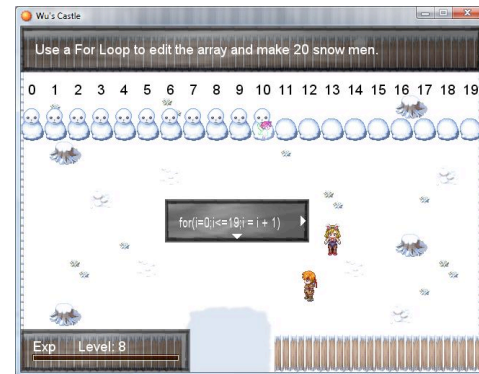 Wu's Castle
Use a For Loop to edit the array and make 20 snow men.
0 1 2 3 4 5 6 7 8 9 10 11 12 13 14 15 16 17 18 19
for(i=0;i<=19;i = i + 1)
Exp Level: 8